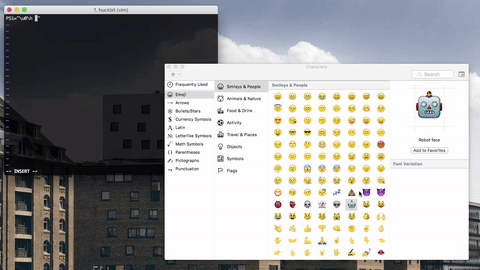 1. huckbit (vim)
PS1="\u@\h
-- INSERT --
Characters
Search
Frequently Used
Emoji
Arrows
Bullets/Stars
Currency Symbols
Latin
Letterlike Symbols
Math Symbols
Parentheses
Pictographs
Punctuation
Smileys & People
Animals & Nature
Food & Drink
Activity
Travel & Places
Objects
Symbols
Flags
Smileys & People
Robot face
Add to Favorites
Font Variation